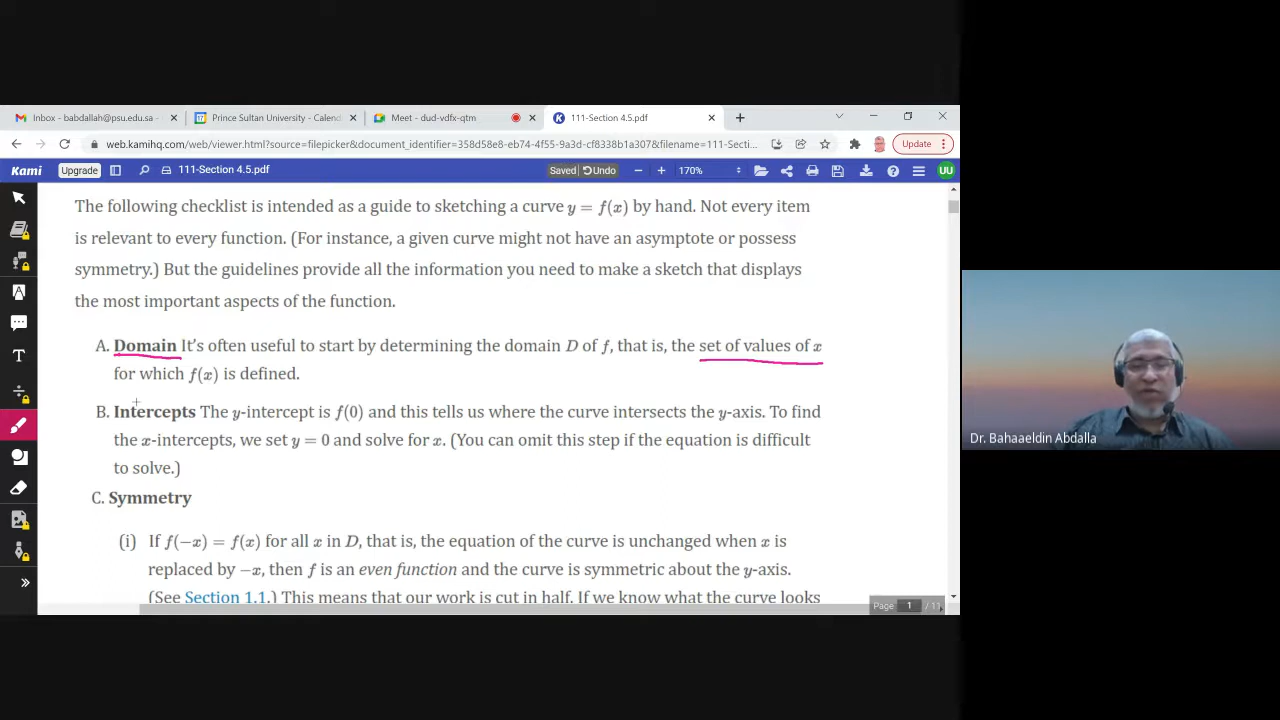 Inbox - babdallah@psu.edu.sa -
Prince Sultan University - Calend
Meet - dud-vdfx-qtm
111-Section 4.5.pdf
web.kamihq.com/web/viewer.html?source=filepicker&document_identifier=358d58e8-eb74-4f55-9a3d-cf8338b1a307&filename=111-Secti...
Update
Kami
Upgrade
111-Section 4.5.pdf
Saved
Undo
170%
UU
The following checklist is intended as a guide to sketching a curve y = f(x) by hand. Not every item
is relevant to every function. (For instance, a given curve might not have an asymptote or possess
symmetry.) But the guidelines provide all the information you need to make a sketch that displays
the most important aspects of the function.
A. Domain It's often useful to start by determining the domain D of f, that is, the set of values of x
for which f(x) is defined.
B. Intercepts The y-intercept is f(0) and this tells us where the curve intersects the y-axis. To find
the x-intercepts, we set y = 0 and solve for x. (You can omit this step if the equation is difficult
to solve.)
C. Symmetry
(i) If f(−x) = f(x) for all x in D, that is, the equation of the curve is unchanged when x is
replaced by −x, then f is an even function and the curve is symmetric about the y-axis.
(See Section 1.1.) This means that our work is cut in half. If we know what the curve looks
Page 1 / 11
Dr. Bahaaeldin Abdalla